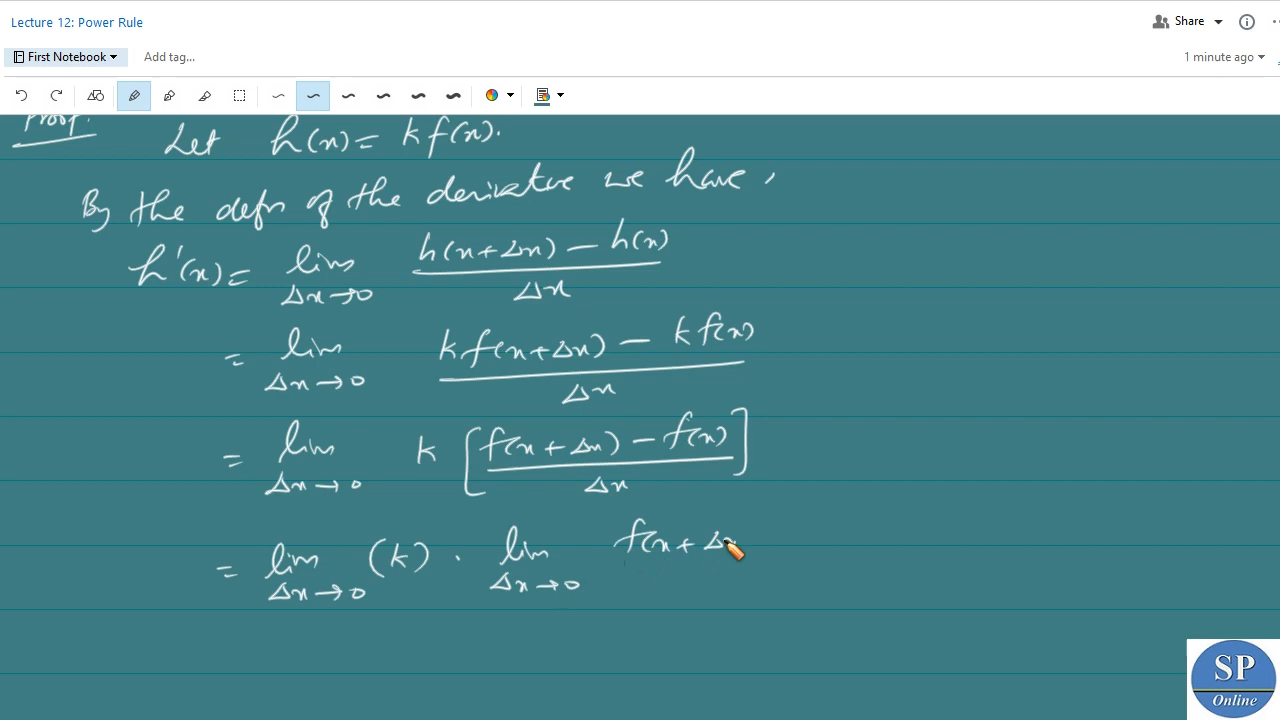 Lecture 12: Power Rule
Share
First Notebook
Add tag...
1 minute ago
Proof:
Let h(x) = k f(x).
By the defn of the derivative we have,
h'(x) = lim Δx→0 h(x+Δx) − h(x) / Δx
= lim Δx→0 k f(x+Δx) − k f(x) / Δx
= lim Δx→0 k [ f(x+Δx) − f(x) / Δx ]
= lim Δx→0 (k) · lim Δx→0 f(x+Δx
SP
Online